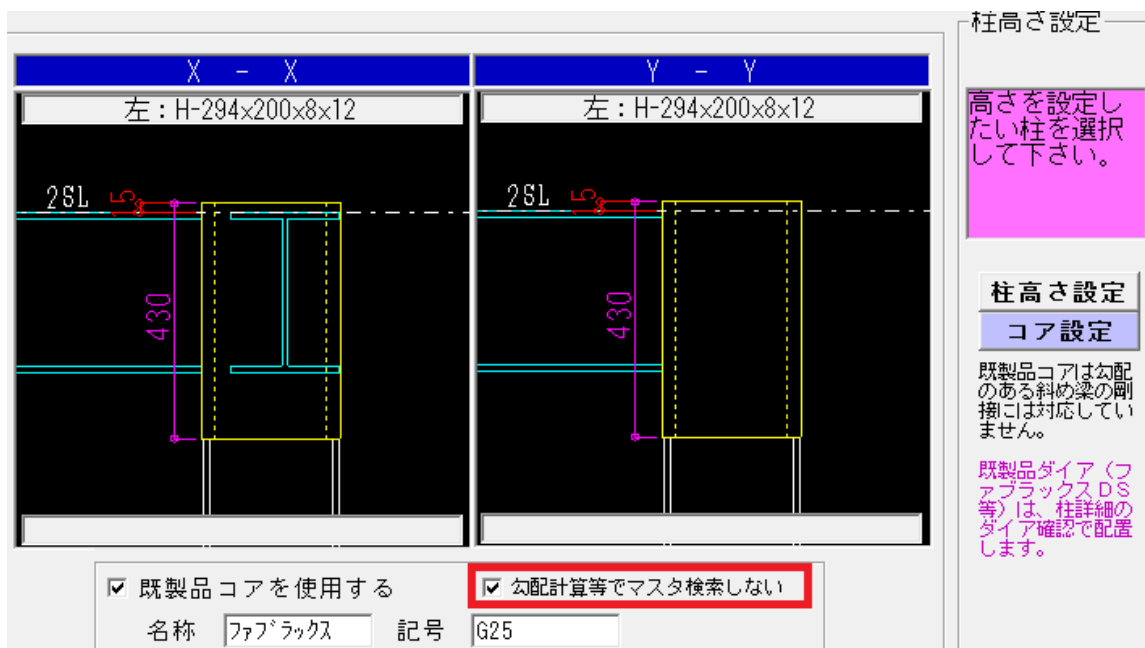 柱高さ設定
X － X
Y － Y
左：H-294x200x8x12
左：H-294x200x8x12
高さを設定し
たい柱を選択
して下さい。
2SL
5
430
2SL
5
430
柱高さ設定
コア設定
既製品コアは勾配
のある斜め梁の剛
接には対応してい
ません。
既製品ダイア（フ
ァブラックスＤＳ
等）は、柱詳細の
ダイア確認で配置
します。
既製品コアを使用する
勾配計算等でマスタ検索しない
名称 ﾌｧﾌﾞﾗｯｸｽ 記号 G25